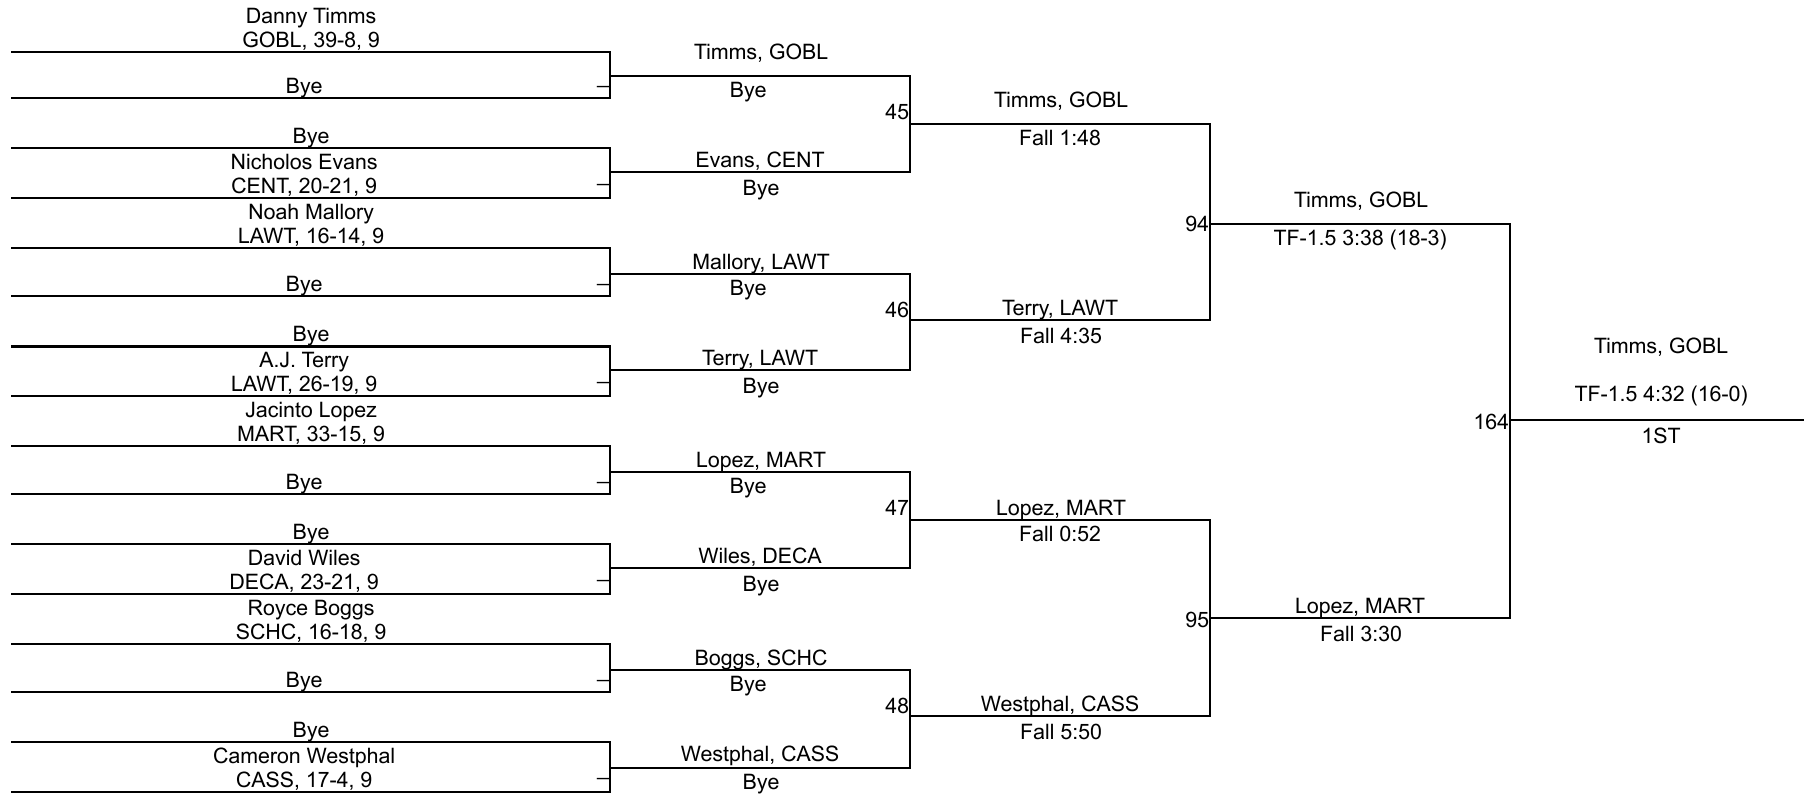 Danny Timms
GOBL, 39-8, 9
Bye
Bye
Nicholos Evans
CENT, 20-21, 9
Noah Mallory
LAWT, 16-14, 9
Bye
Bye
A.J. Terry
LAWT, 26-19, 9
Jacinto Lopez
MART, 33-15, 9
Bye
Bye
David Wiles
DECA, 23-21, 9
Royce Boggs
SCHC, 16-18, 9
Bye
Bye
Cameron Westphal
CASS, 17-4, 9
Timms, GOBL
Bye
45
Evans, CENT
Bye
Mallory, LAWT
Bye
46
Terry, LAWT
Bye
Lopez, MART
Bye
47
Wiles, DECA
Bye
Boggs, SCHC
Bye
48
Westphal, CASS
Bye
Timms, GOBL
Fall 1:48
94
Terry, LAWT
Fall 4:35
Lopez, MART
Fall 0:52
95
Westphal, CASS
Fall 5:50
Timms, GOBL
TF-1.5 3:38 (18-3)
164
Lopez, MART
Fall 3:30
Timms, GOBL
TF-1.5 4:32 (16-0)
1ST